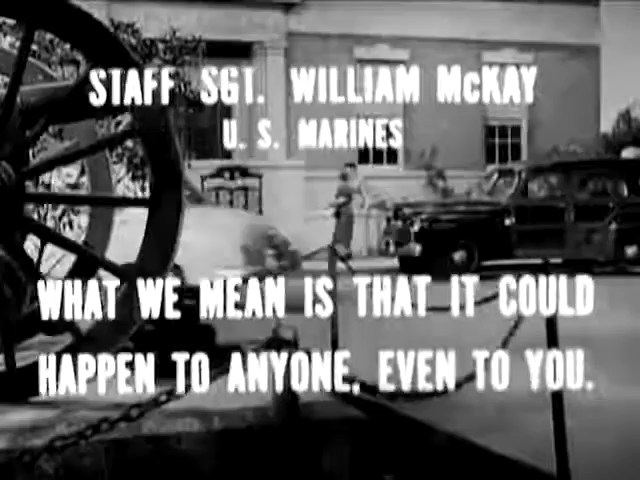 STAFF SGT. WILLIAM McKAY
U. S. MARINES
WHAT WE MEAN IS THAT IT COULD
HAPPEN TO ANYONE. EVEN TO YOU.